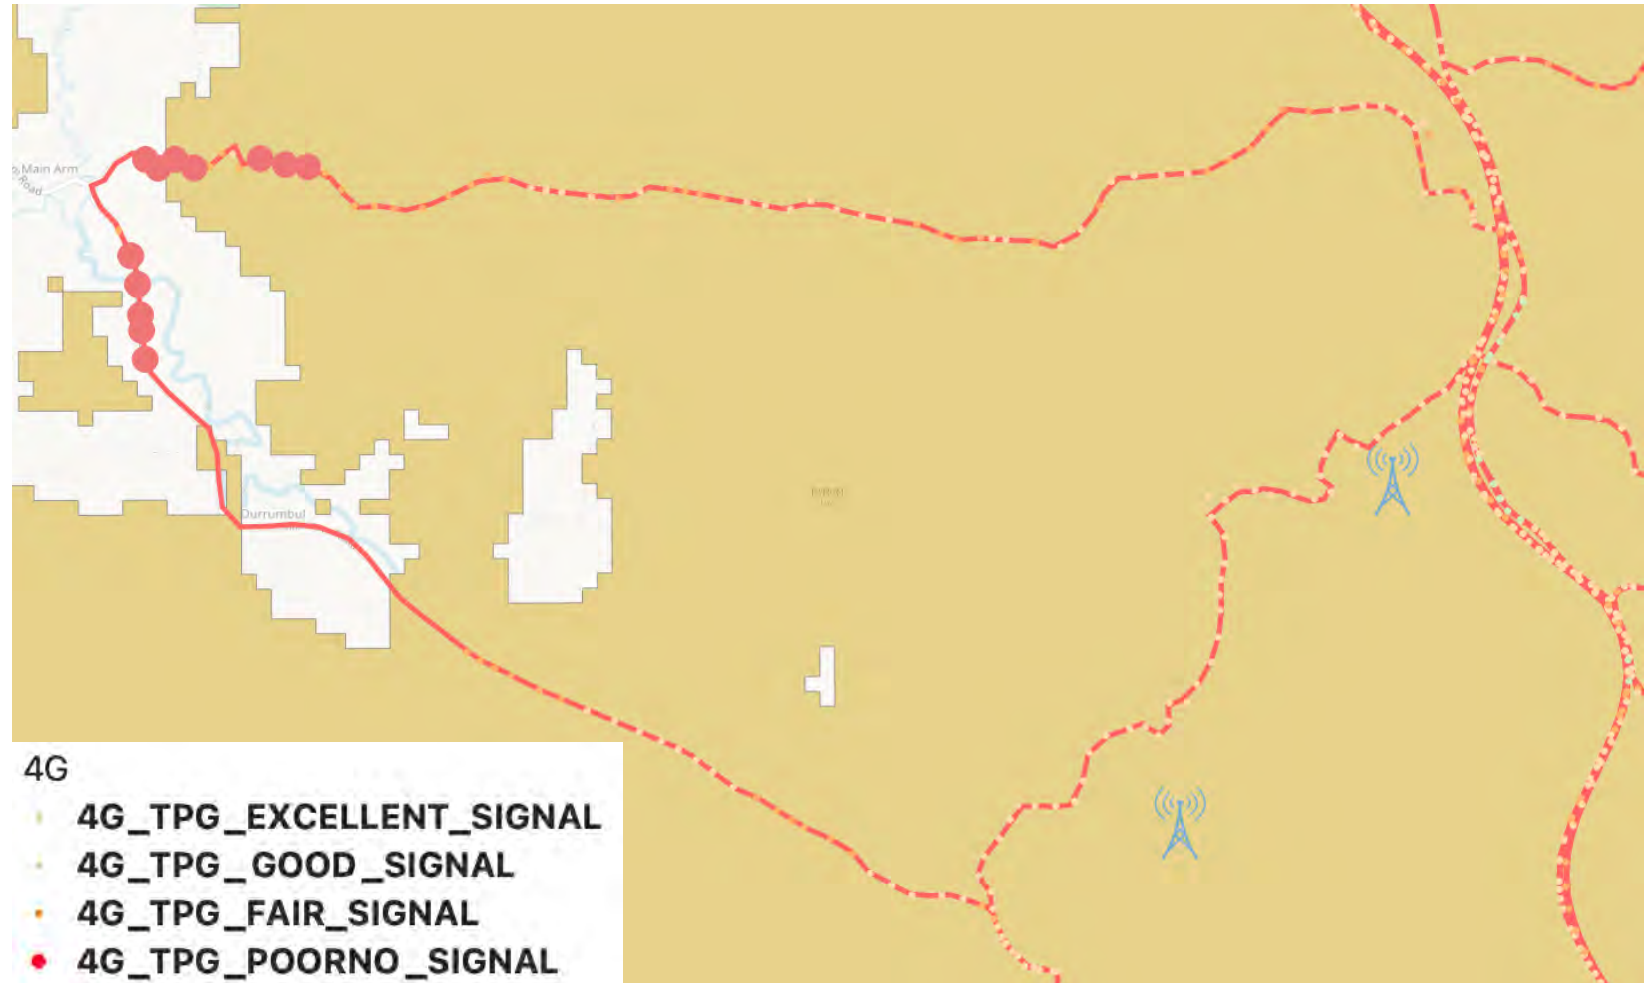 Main Arm
Road
Durrumbul
4G
4G_TPG_EXCELLENT_SIGNAL
4G_TPG_GOOD_SIGNAL
4G_TPG_FAIR_SIGNAL
4G_TPG_POORNO_SIGNAL